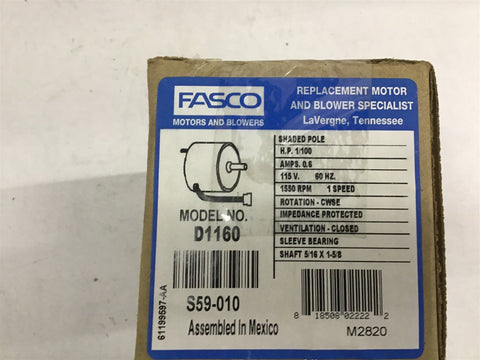 FASCO
MOTORS AND BLOWERS
REPLACEMENT MOTOR
AND BLOWER SPECIALIST
LaVergne, Tennessee
MODEL NO.
D1160
SHADED POLE
H.P. 1/100
AMPS. 0.6
115 V. 60 HZ.
1550 RPM 1 SPEED
ROTATION - CWSE
IMPEDANCE PROTECTED
VENTILATION - CLOSED
SLEEVE BEARING
SHAFT 5/16 X 1-5/8
61199597-AA
S59-010
Assembled In Mexico
8 18506 02222 2
M2820